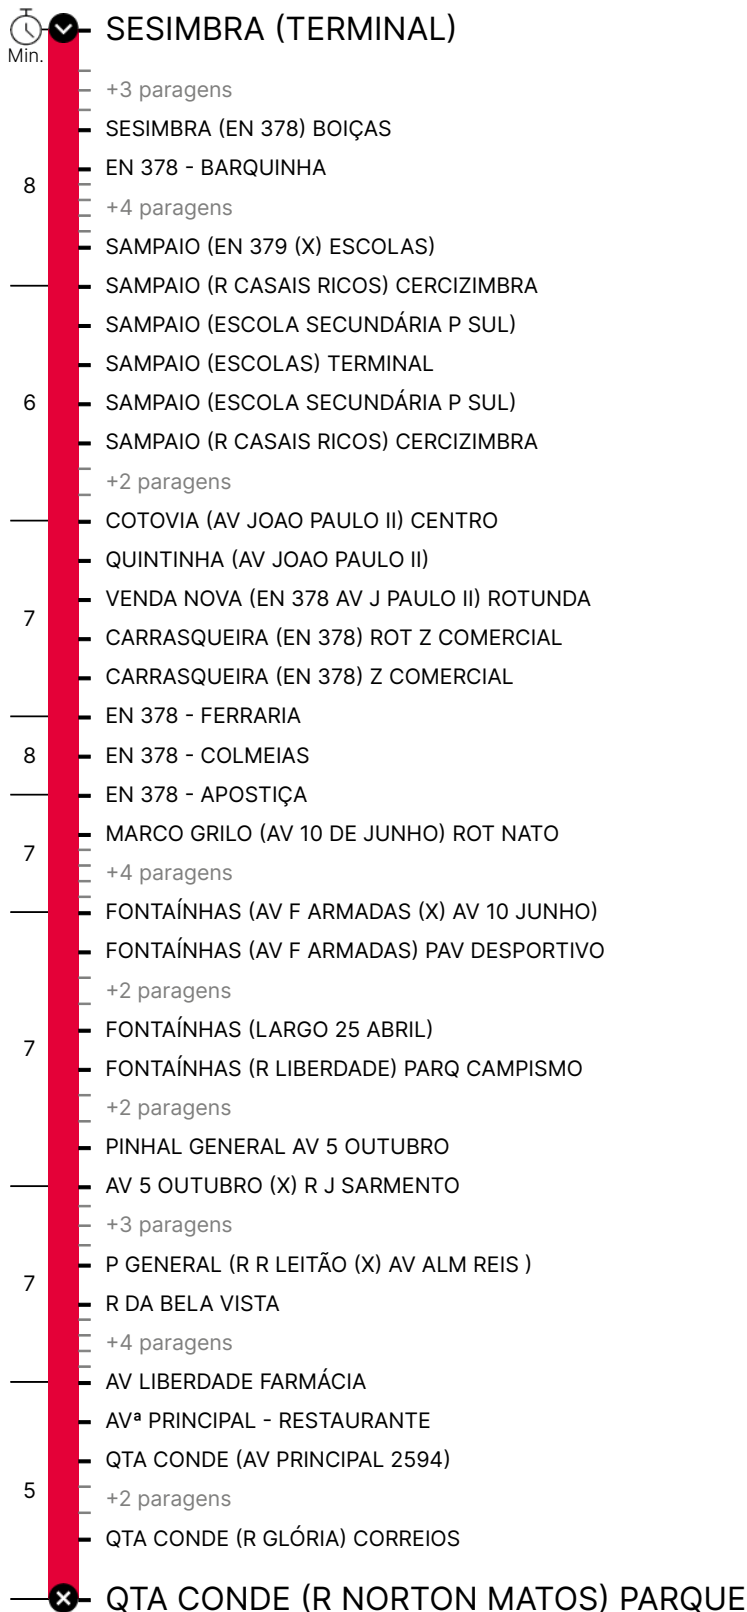 SESIMBRA (TERMINAL)
Min.
+3 paragens
SESIMBRA (EN 378) BOIÇAS
EN 378 - BARQUINHA
8
+4 paragens
SAMPAIO (EN 379 (X) ESCOLAS)
SAMPAIO (R CASAIS RICOS) CERCIZIMBRA
SAMPAIO (ESCOLA SECUNDÁRIA P SUL)
SAMPAIO (ESCOLAS) TERMINAL
6
SAMPAIO (ESCOLA SECUNDÁRIA P SUL)
SAMPAIO (R CASAIS RICOS) CERCIZIMBRA
+2 paragens
COTOVIA (AV JOAO PAULO II) CENTRO
QUINTINHA (AV JOAO PAULO II)
VENDA NOVA (EN 378 AV J PAULO II) ROTUNDA
7
CARRASQUEIRA (EN 378) ROT Z COMERCIAL
CARRASQUEIRA (EN 378) Z COMERCIAL
EN 378 - FERRARIA
8
EN 378 - COLMEIAS
EN 378 - APOSTIÇA
MARCO GRILO (AV 10 DE JUNHO) ROT NATO
7
+4 paragens
FONTAÍNHAS (AV F ARMADAS (X) AV 10 JUNHO)
FONTAÍNHAS (AV F ARMADAS) PAV DESPORTIVO
+2 paragens
FONTAÍNHAS (LARGO 25 ABRIL)
7
FONTAÍNHAS (R LIBERDADE) PARQ CAMPISMO
+2 paragens
PINHAL GENERAL AV 5 OUTUBRO
AV 5 OUTUBRO (X) R J SARMENTO
+3 paragens
P GENERAL (R R LEITÃO (X) AV ALM REIS )
7
R DA BELA VISTA
+4 paragens
AV LIBERDADE FARMÁCIA
AVª PRINCIPAL - RESTAURANTE
QTA CONDE (AV PRINCIPAL 2594)
5
+2 paragens
QTA CONDE (R GLÓRIA) CORREIOS
QTA CONDE (R NORTON MATOS) PARQUE